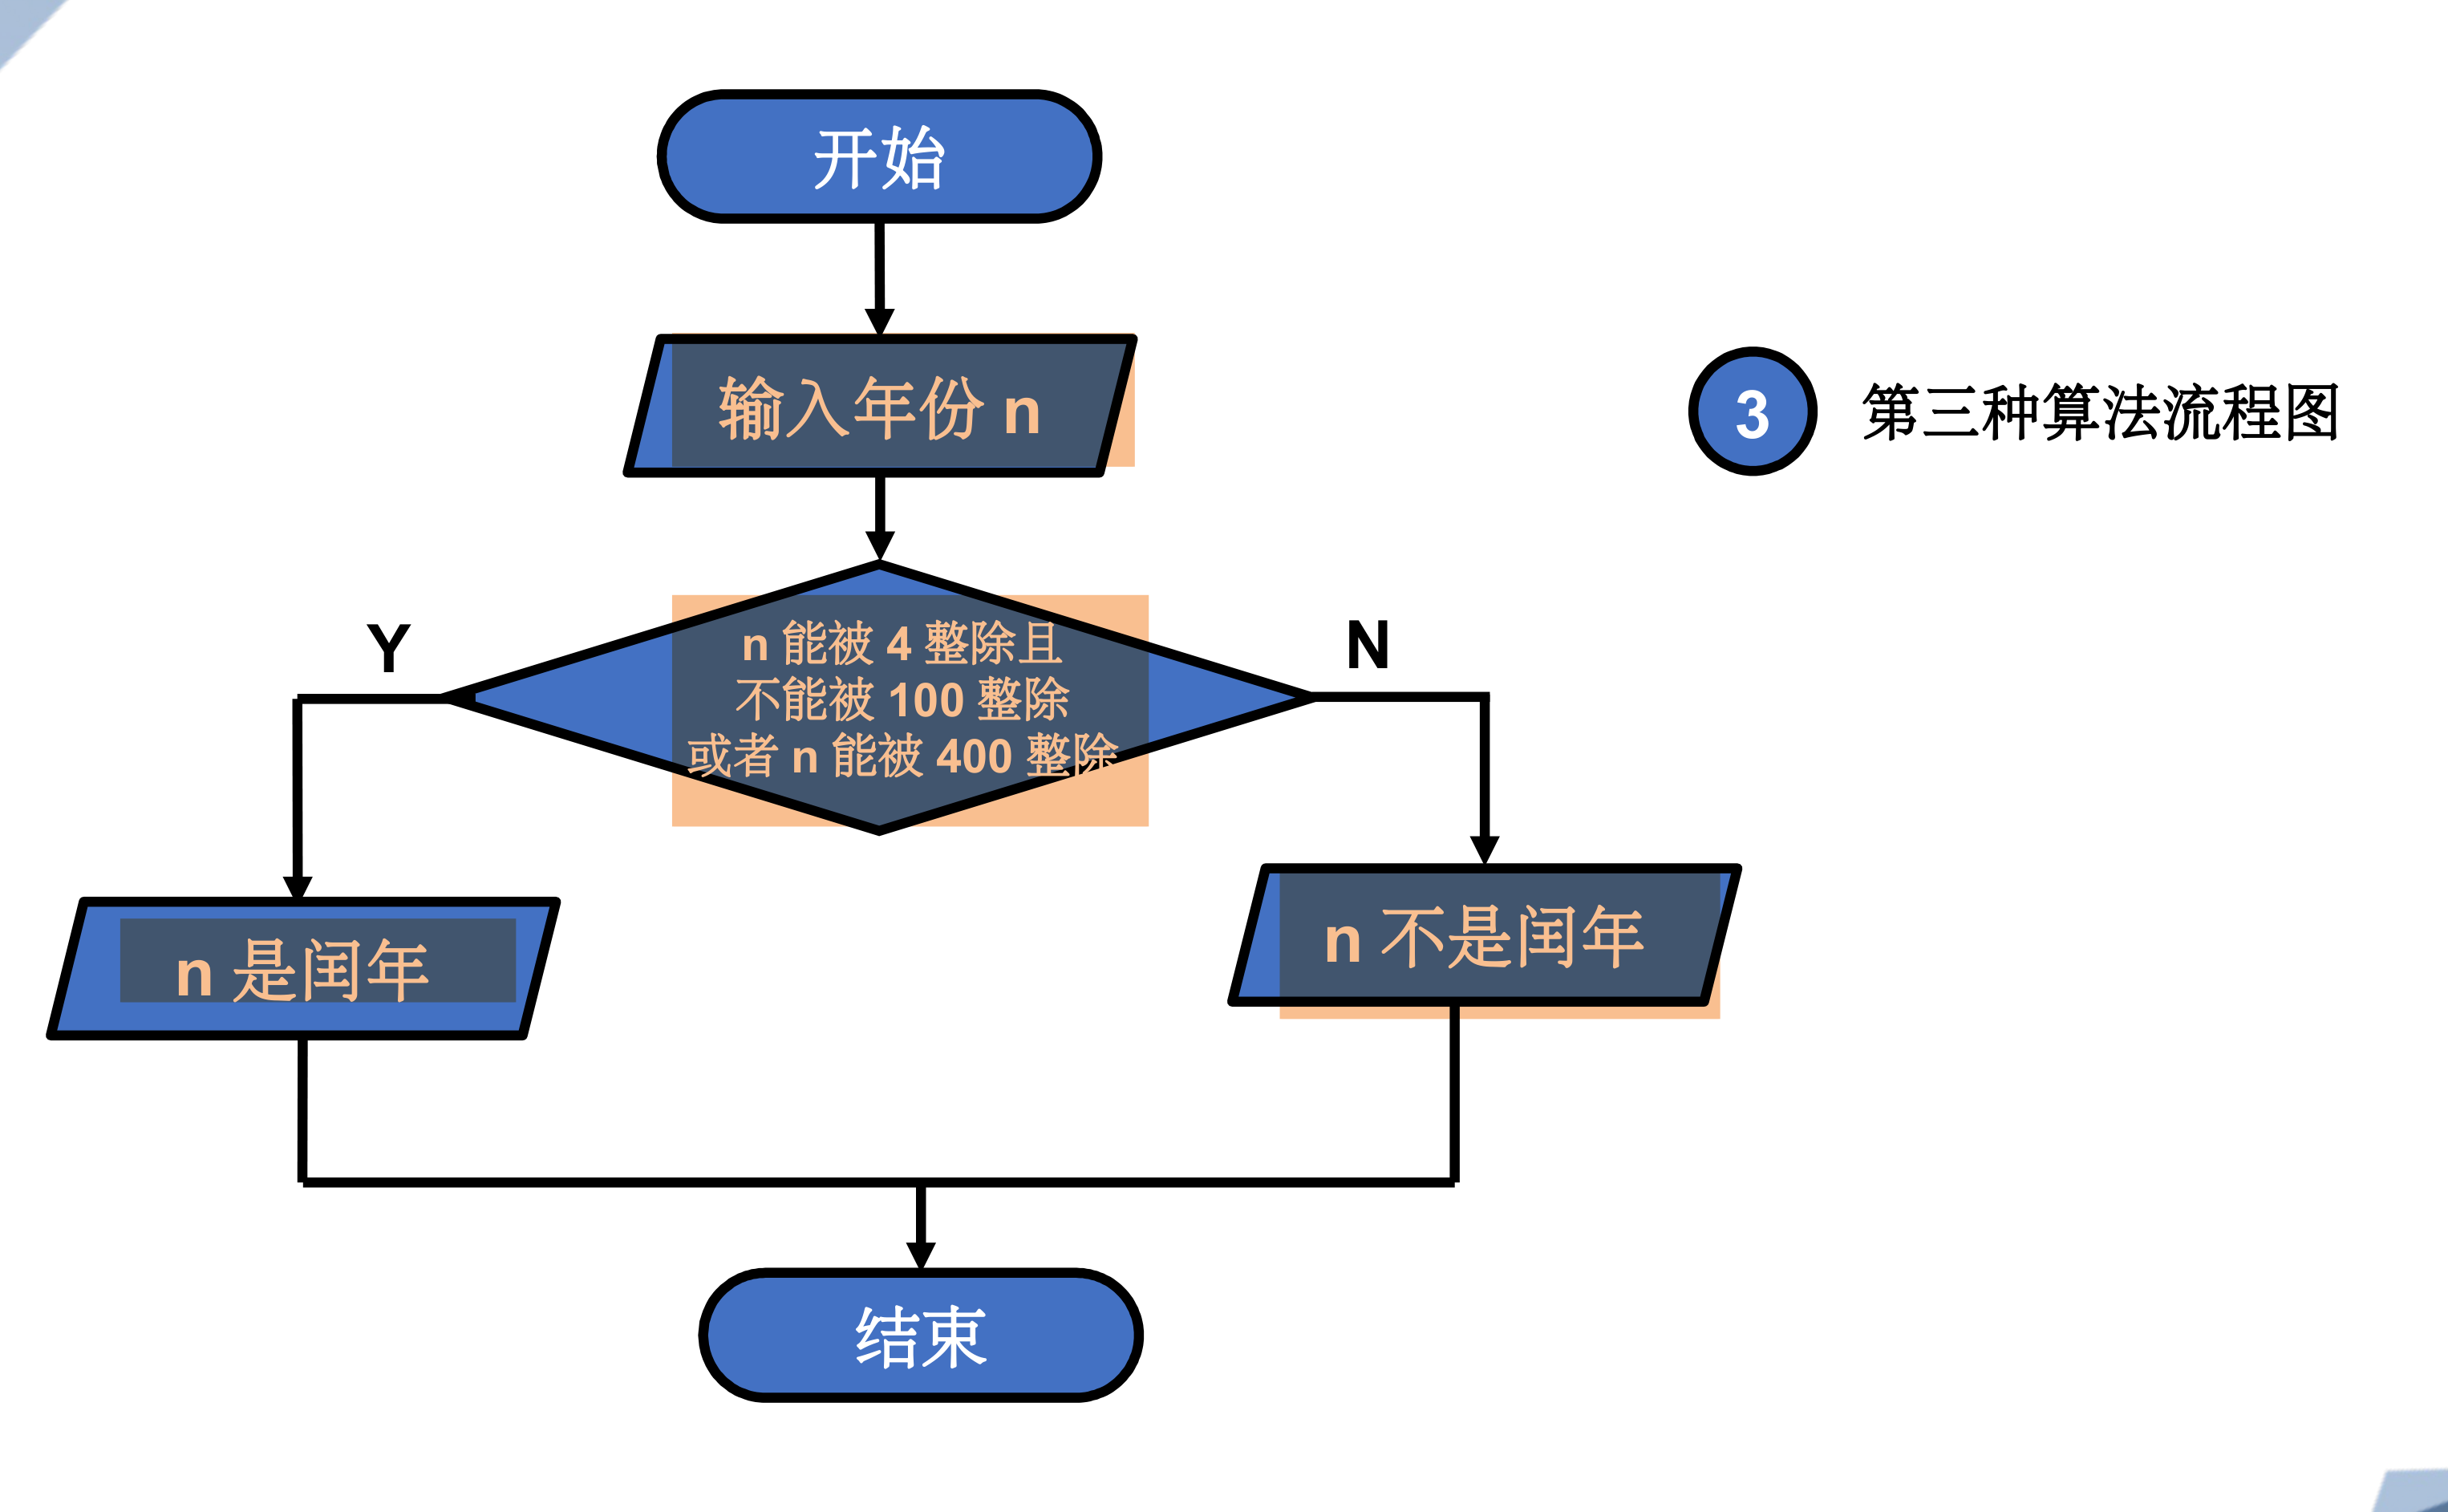 开始
输入年份 n
3 第三种算法流程图
Y
N
n 能被 4 整除且
不能被 100 整除
或者 n 能被 400 整除
n 是闰年
n 不是闰年
结束